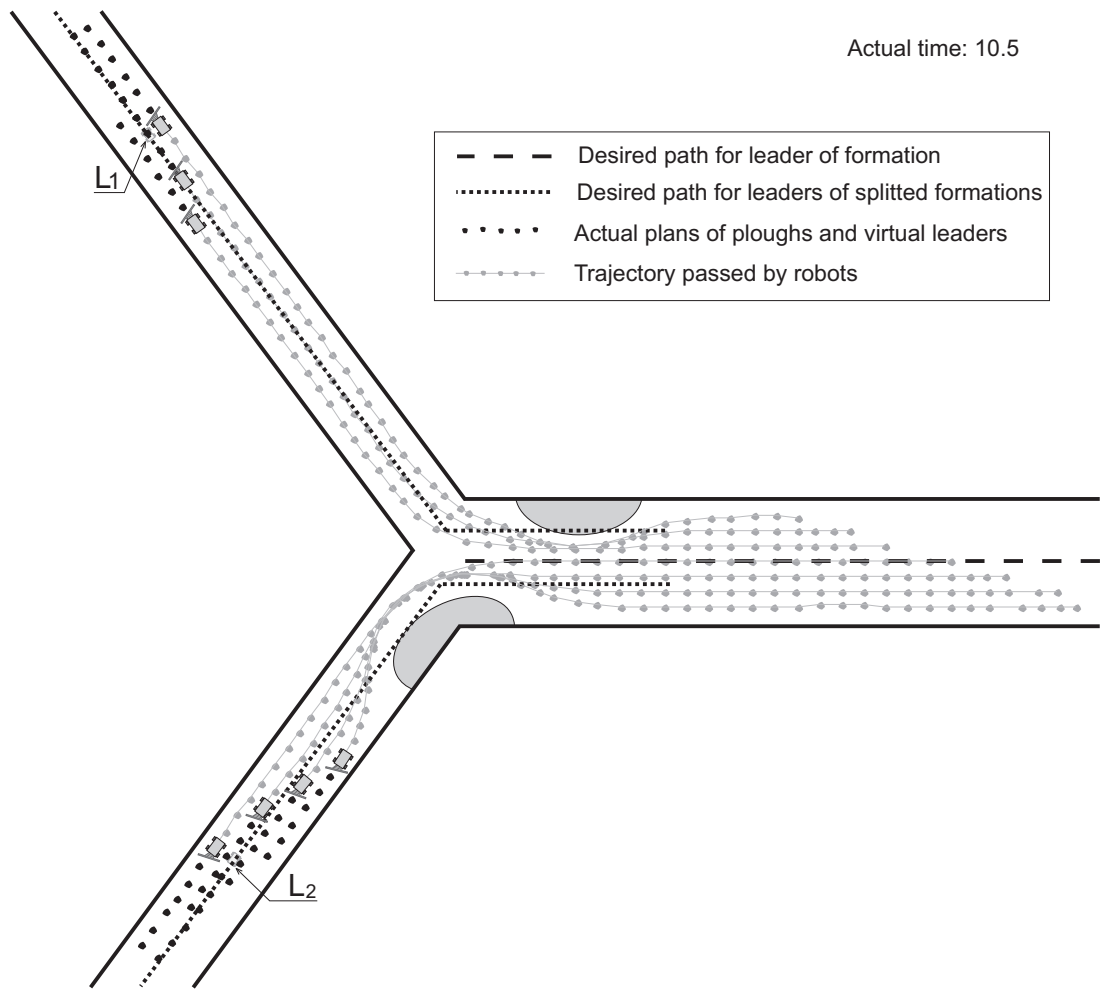 Actual time: 10.5
Desired path for leader of formation
Desired path for leaders of splitted formations
Actual plans of ploughs and virtual leaders
Trajectory passed by robots
L1
L2